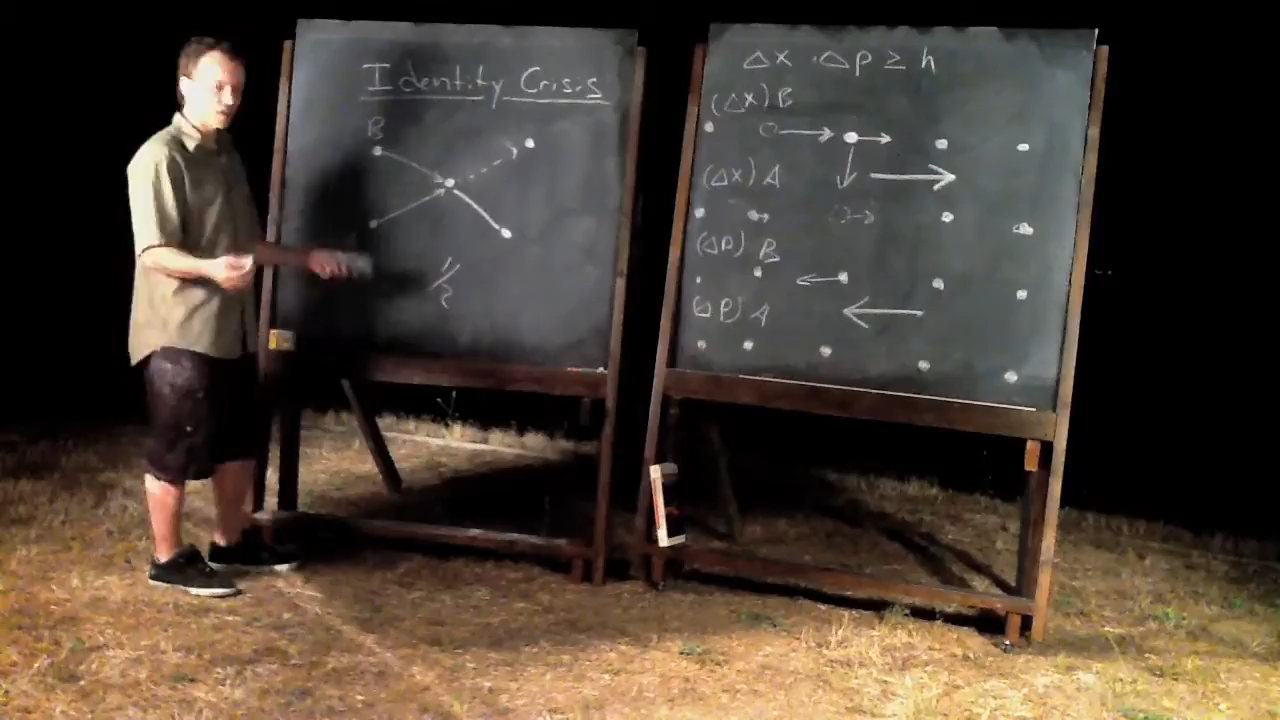 Identity Crisis
B
1/2
Δx · Δp ≥ h
(Δx) B
(Δx) A
(Δp) B
(Δp) A